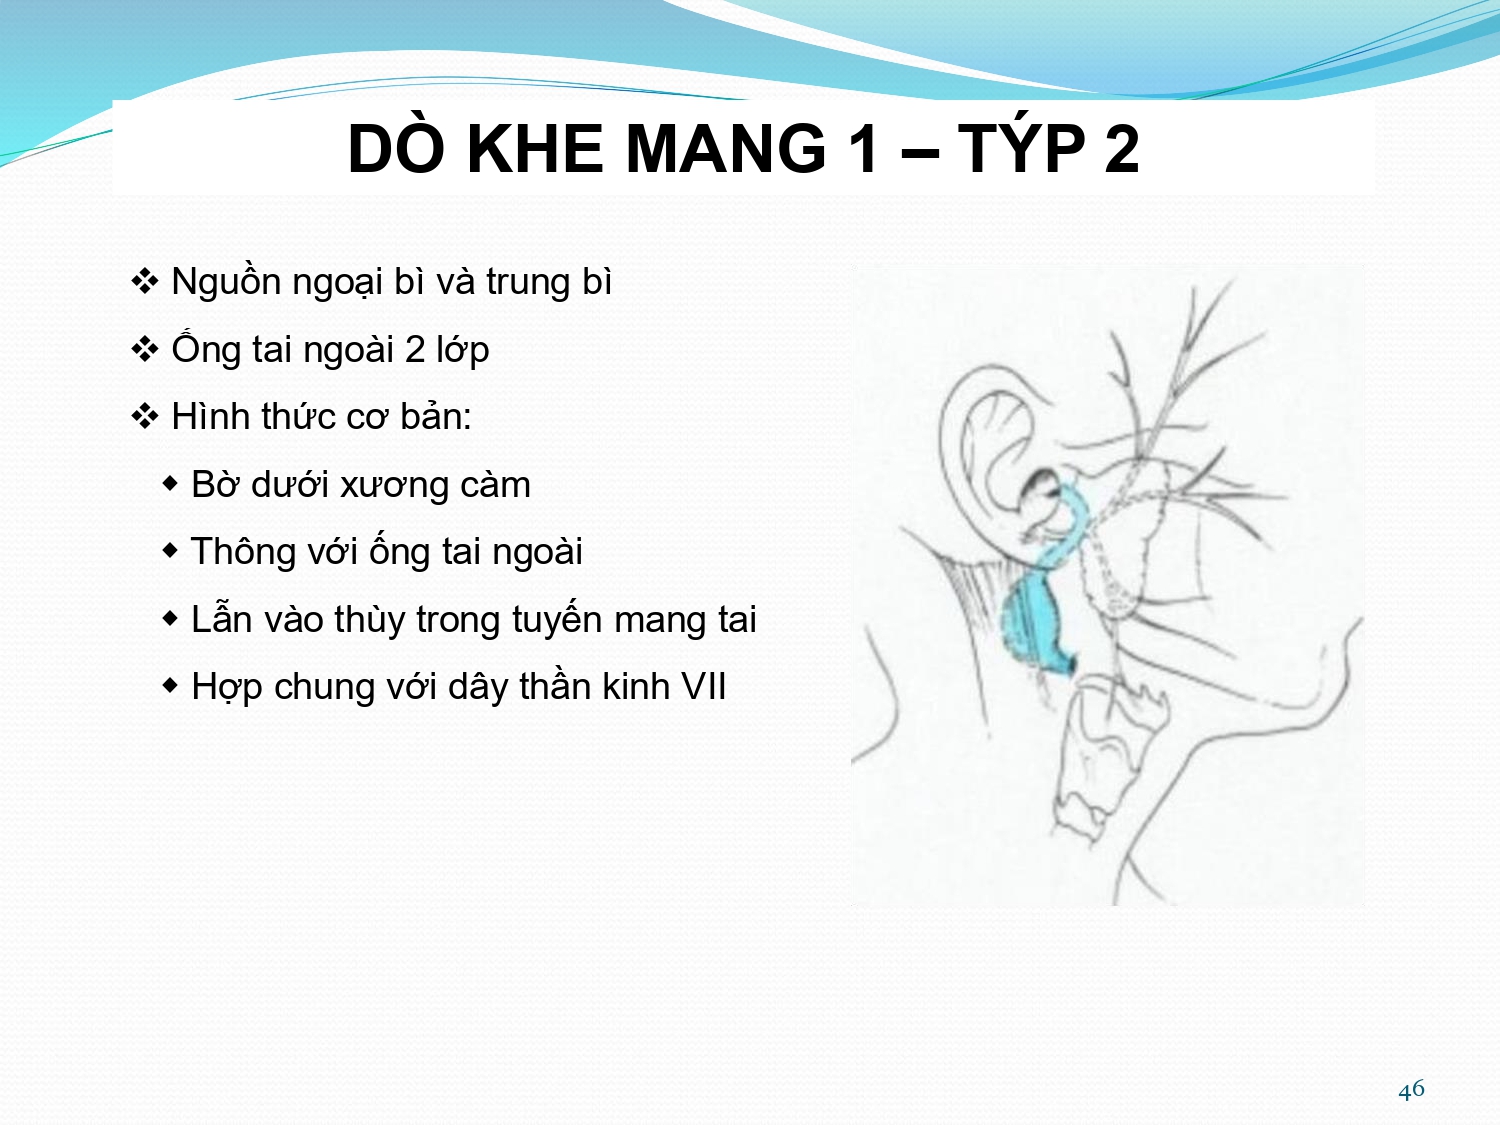 DÒ KHE MANG 1 – TÝP 2
❖ Nguồn ngoại bì và trung bì
❖ Ống tai ngoài 2 lớp
❖ Hình thức cơ bản:
◆ Bờ dưới xương càm
◆ Thông với ống tai ngoài
◆ Lẫn vào thùy trong tuyến mang tai
◆ Hợp chung với dây thần kinh VII
46